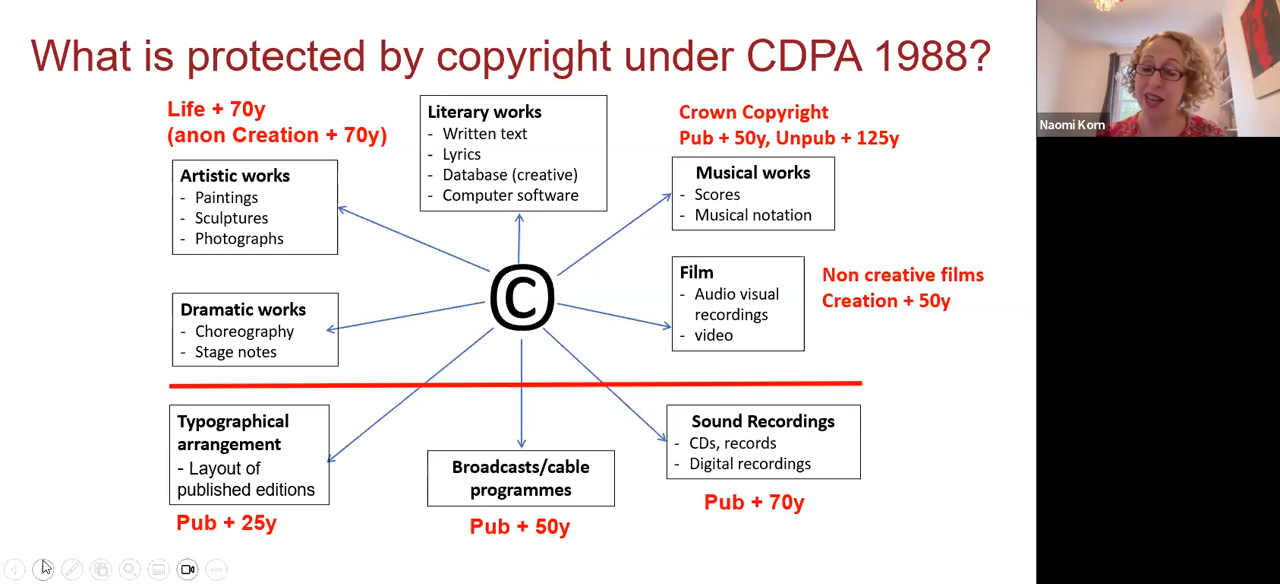 What is protected by copyright under CDPA 1988?
Naomi Korn
Life + 70y
(anon Creation + 70y)
Literary works
- Written text
- Lyrics
- Database (creative)
- Computer software
Crown Copyright
Pub + 50y, Unpub + 125y
Artistic works
- Paintings
- Sculptures
- Photographs
Musical works
- Scores
- Musical notation
©
Film
- Audio visual
recordings
- video
Non creative films
Creation + 50y
Dramatic works
- Choreography
- Stage notes
Typographical
arrangement
- Layout of
published editions
Pub + 25y
Broadcasts/cable
programmes
Pub + 50y
Sound Recordings
- CDs, records
- Digital recordings
Pub + 70y